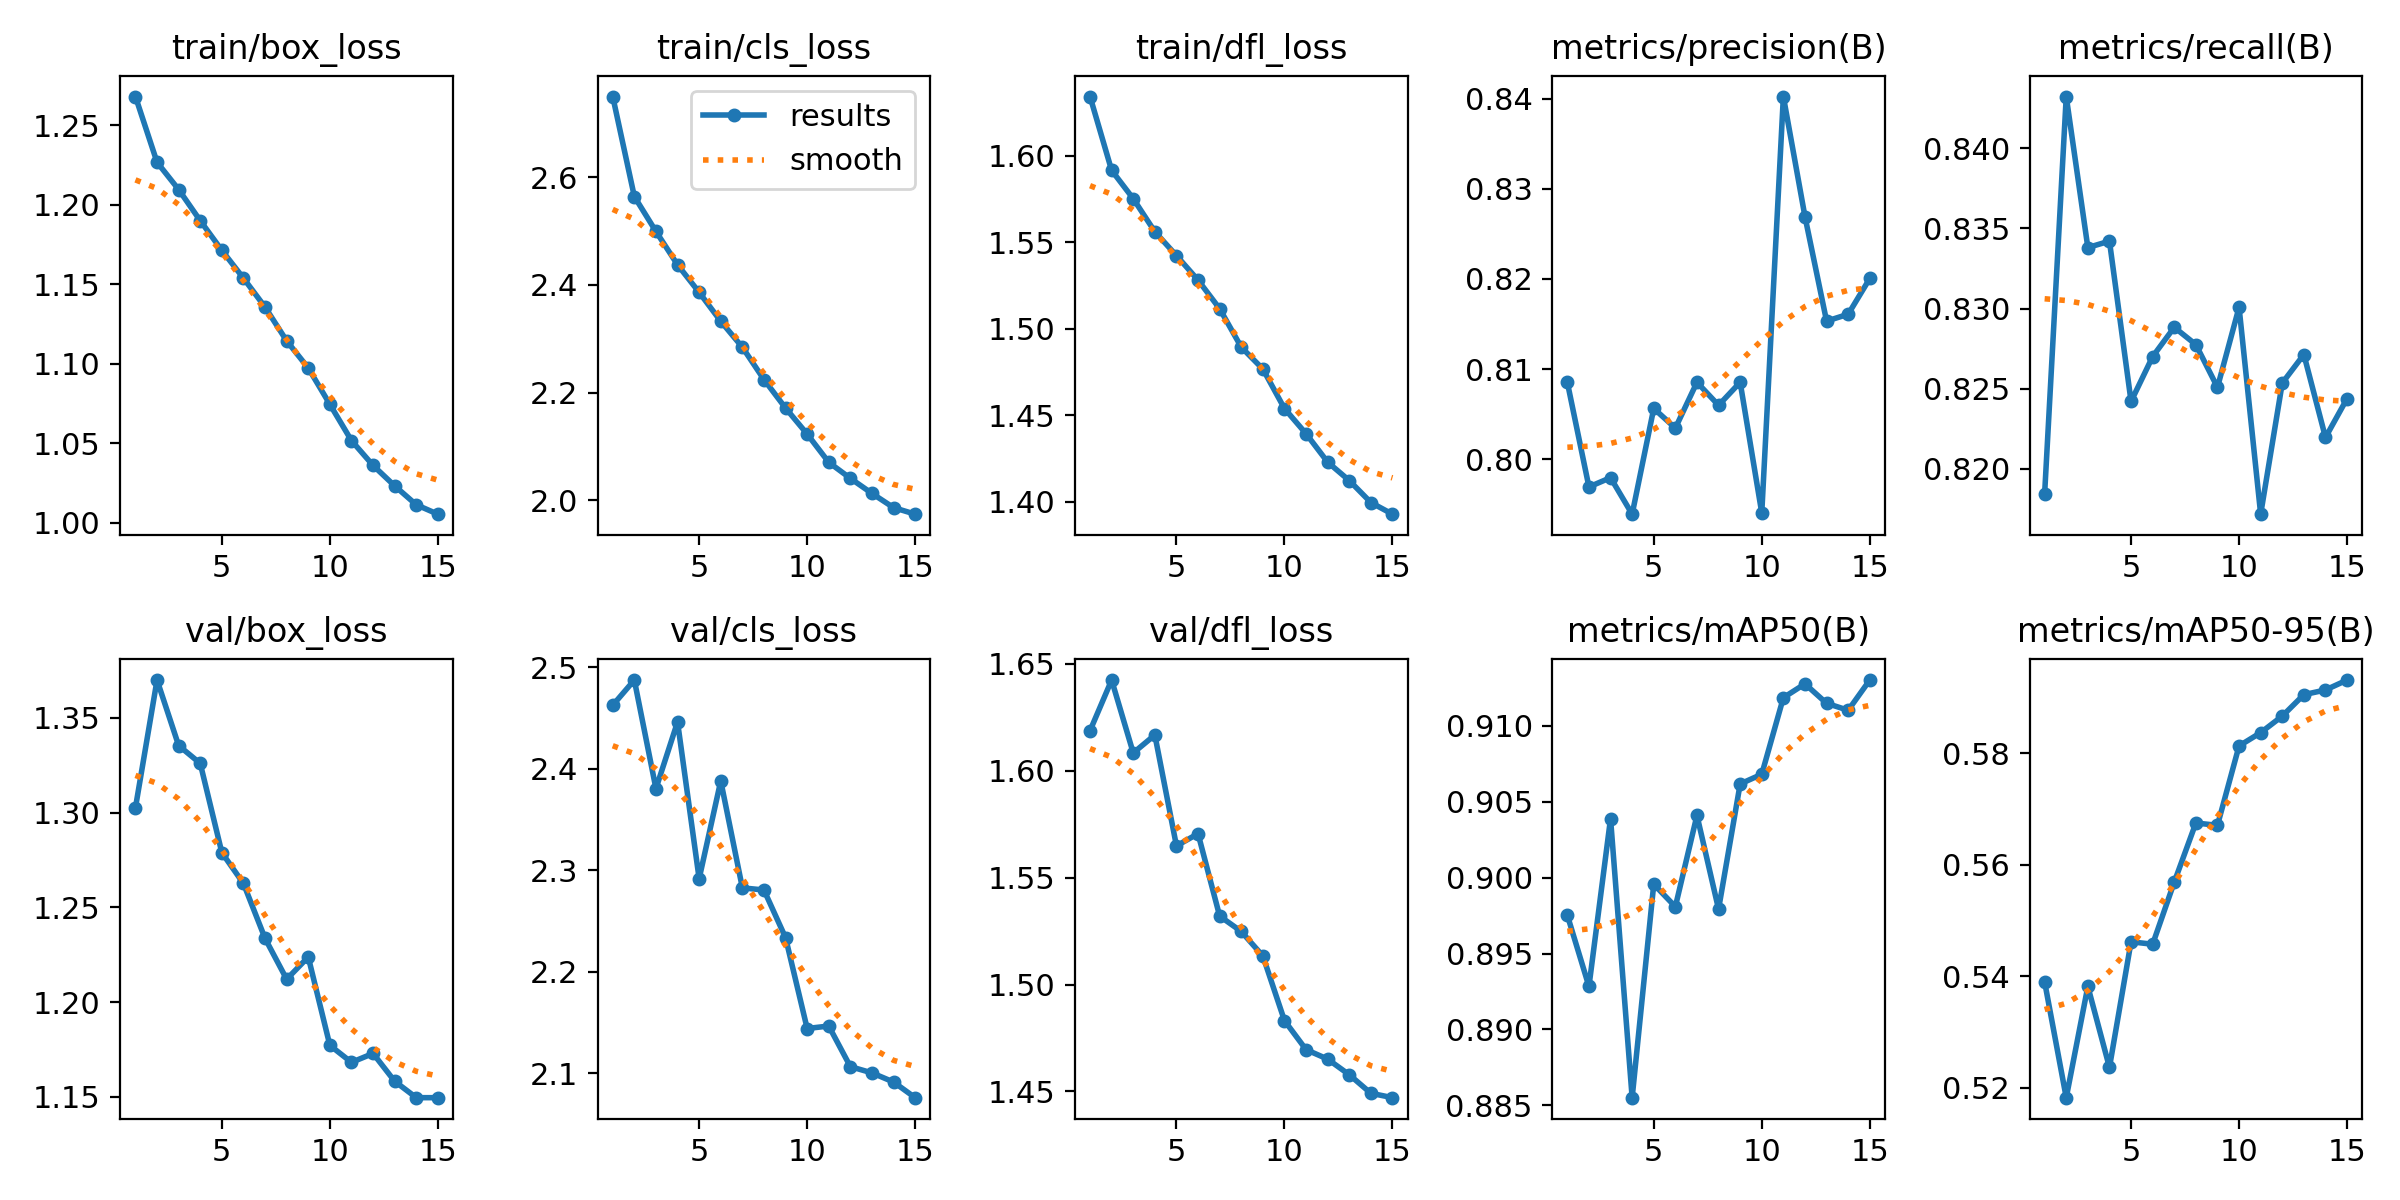 train/box_loss
1.25
1.20
1.15
1.10
1.05
1.00
5 10 15
train/cls_loss
results
smooth
2.6
2.4
2.2
2.0
5 10 15
train/dfl_loss
1.60
1.55
1.50
1.45
1.40
5 10 15
metrics/precision(B)
0.84
0.83
0.82
0.81
0.80
5 10 15
metrics/recall(B)
0.840
0.835
0.830
0.825
0.820
5 10 15
val/box_loss
1.35
1.30
1.25
1.20
1.15
5 10 15
val/cls_loss
2.5
2.4
2.3
2.2
2.1
5 10 15
val/dfl_loss
1.65
1.60
1.55
1.50
1.45
5 10 15
metrics/mAP50(B)
0.910
0.905
0.900
0.895
0.890
0.885
5 10 15
metrics/mAP50-95(B)
0.58
0.56
0.54
0.52
5 10 15